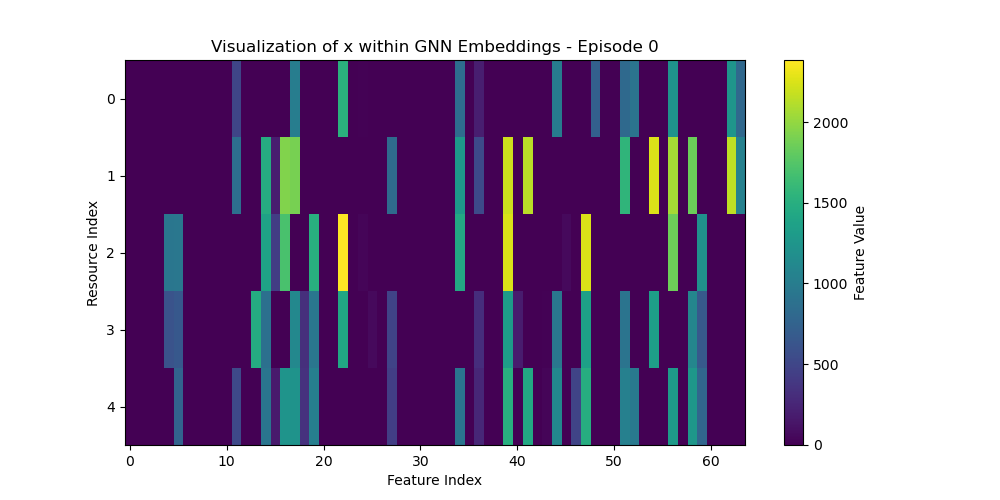 Visualization of x within GNN Embeddings - Episode 0
Resource Index
0
1
2
3
4
0 10 20 30 40 50 60
Feature Index
2000
1500
1000
500
0
Feature Value